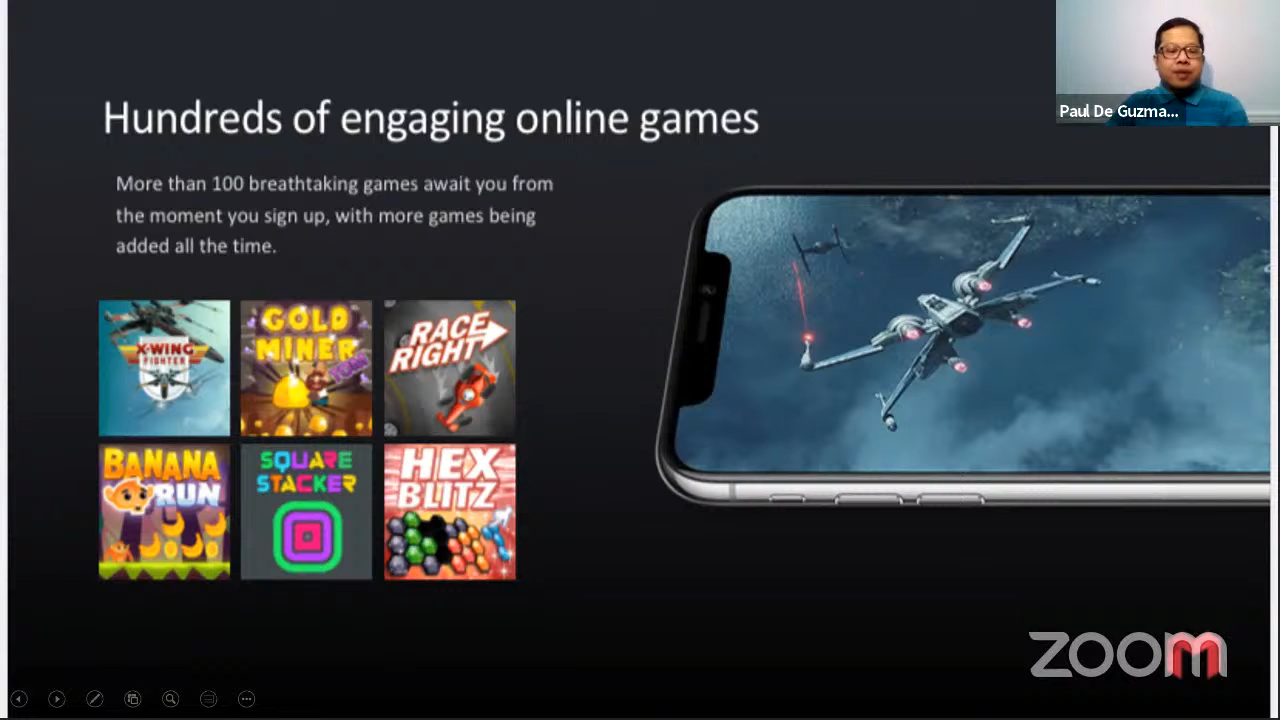 Paul De Guzma...
Hundreds of engaging online games
More than 100 breathtaking games await you from
the moment you sign up, with more games being
added all the time.
X-WING
FIGHTER
GOLD
MINER
RACE
RIGHT
BANANA
RUN
SQUARE
STACKER
HEX
BLITZ
ZOOM